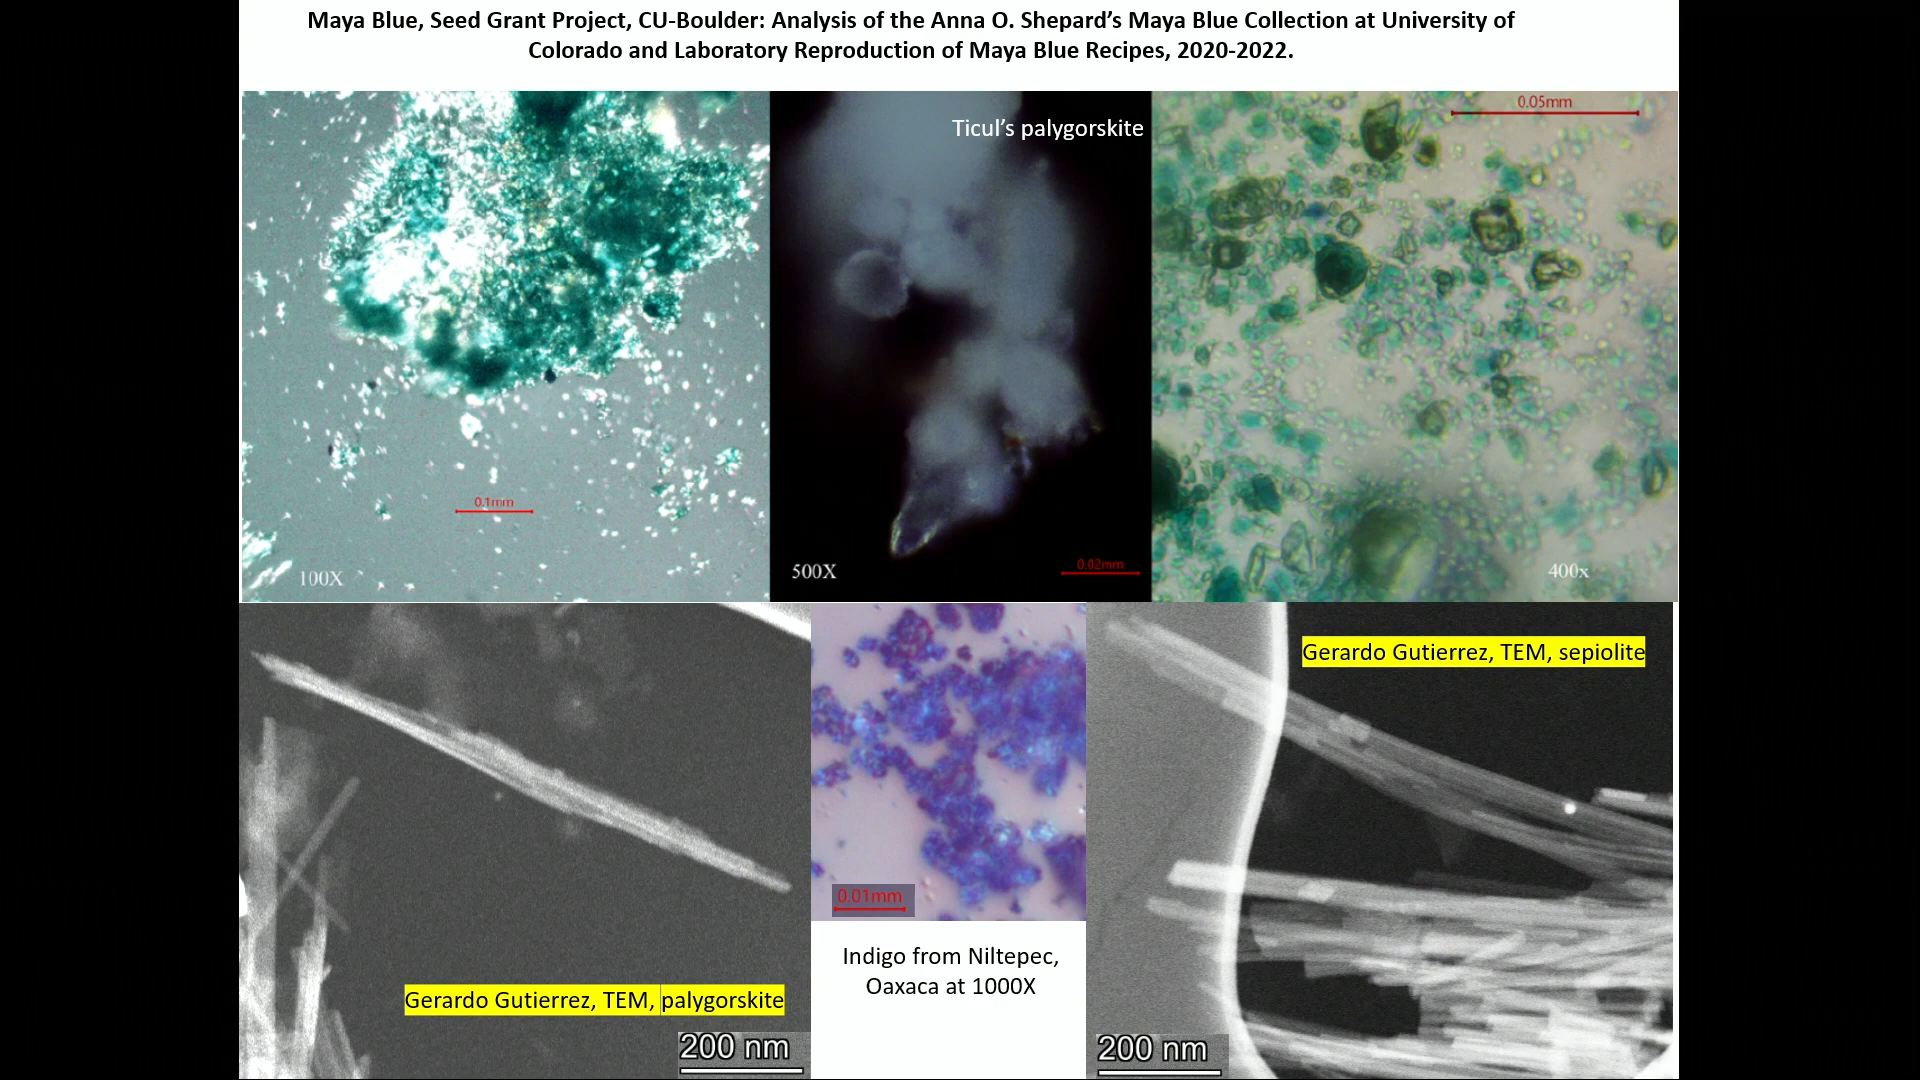 Maya Blue, Seed Grant Project, CU-Boulder: Analysis of the Anna O. Shepard’s Maya Blue Collection at University of
Colorado and Laboratory Reproduction of Maya Blue Recipes, 2020-2022.
0.1mm
100X
Ticul’s palygorskite
500X
0.02mm
0.05mm
400x
Gerardo Gutierrez, TEM, palygorskite
200 nm
0.01mm
Indigo from Niltepec,
Oaxaca at 1000X
Gerardo Gutierrez, TEM, sepiolite
200 nm